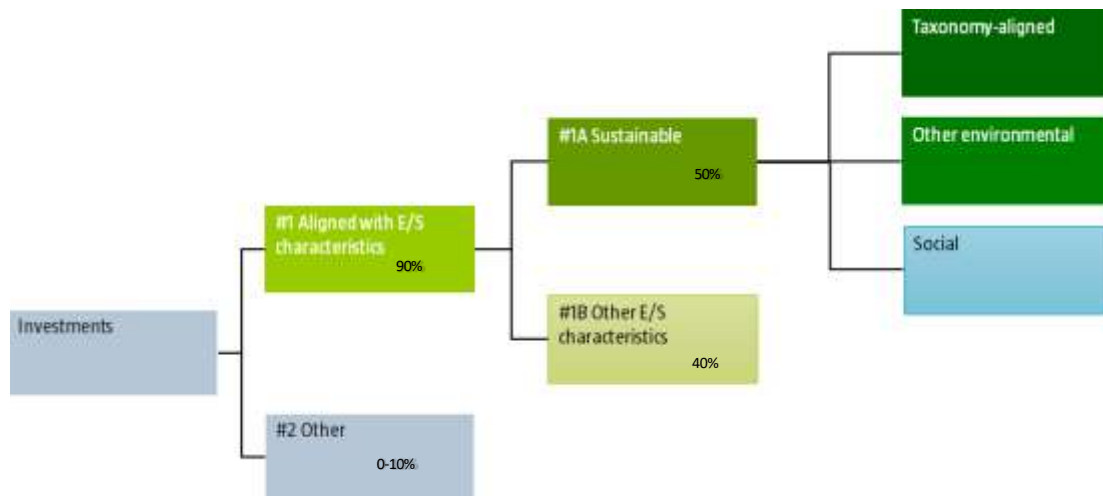 Taxonomy-aligned
#1A Sustainable
50%
Other environmental
#1 Aligned with E/S
characteristics
90%
Social
#1B Other E/S
characteristics
40%
Investments
#2 Other
0-10%